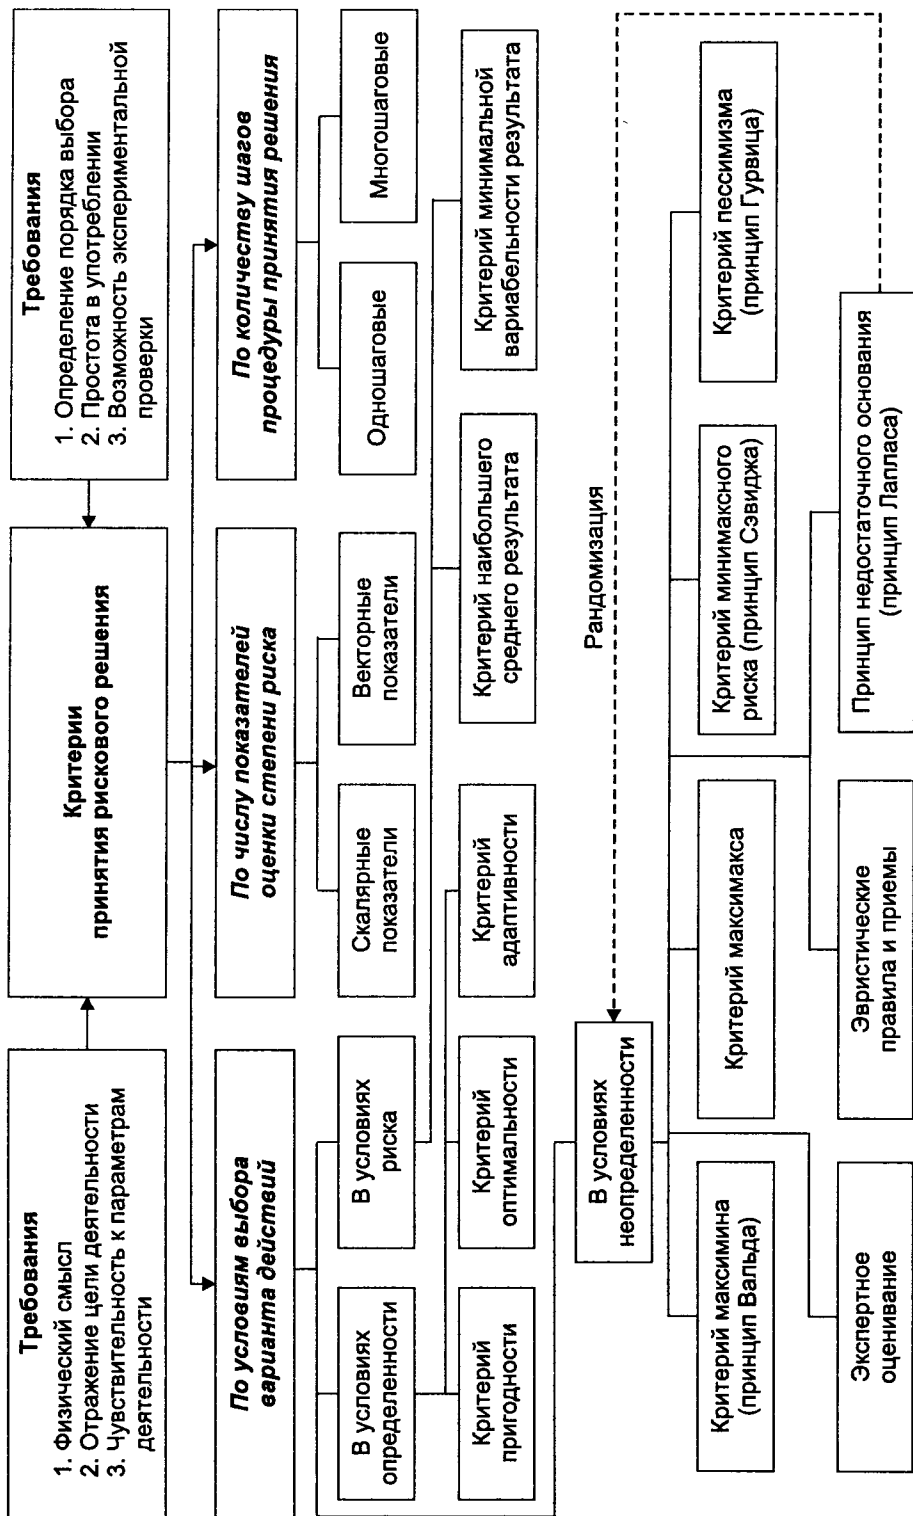 Требования
1. Физический смысл
2. Отражение цели деятельности
3. Чувствительность к параметрам
деятельности
Критерии
принятия рискового решения
Требования
1. Определение порядка выбора
2. Простота в употреблении
3. Возможность экспериментальной
проверки
По условиям выбора
варианта действий
По числу показателей
оценки степени риска
По количеству шагов
процедуры принятия решения
В условиях
определенности
В условиях
риска
Скалярные
показатели
Векторные
показатели
Одношаговые
Многошаговые
Критерий
пригодности
Критерий
оптимальности
Критерий
адаптивности
Критерий наибольшего
среднего результата
Критерий минимальной
вариабельности результата
В условиях
неопределенности
Рандомизация
Критерий максимина
(принцип Вальда)
Критерий максимакса
Критерий минимаксного
риска (принцип Сэвиджа)
Критерий пессимизма
(принцип Гурвица)
Экспертное
оценивание
Эвристические
правила и приемы
Принцип недостаточного основания
(принцип Лапласа)